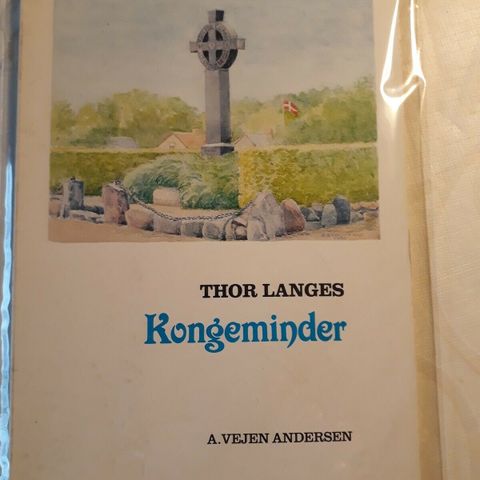 THOR LANGES
Kongeminder
A. VEJEN ANDERSEN